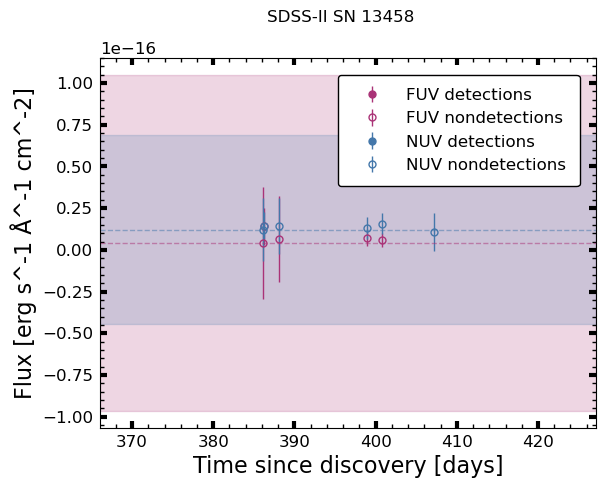 SDSS-II SN 13458
1e−16
1.00
0.75
0.50
0.25
0.00
−0.25
−0.50
−0.75
−1.00
Flux [erg s^-1 Å^-1 cm^-2]
FUV detections
FUV nondetections
NUV detections
NUV nondetections
370 380 390 400 410 420
Time since discovery [days]